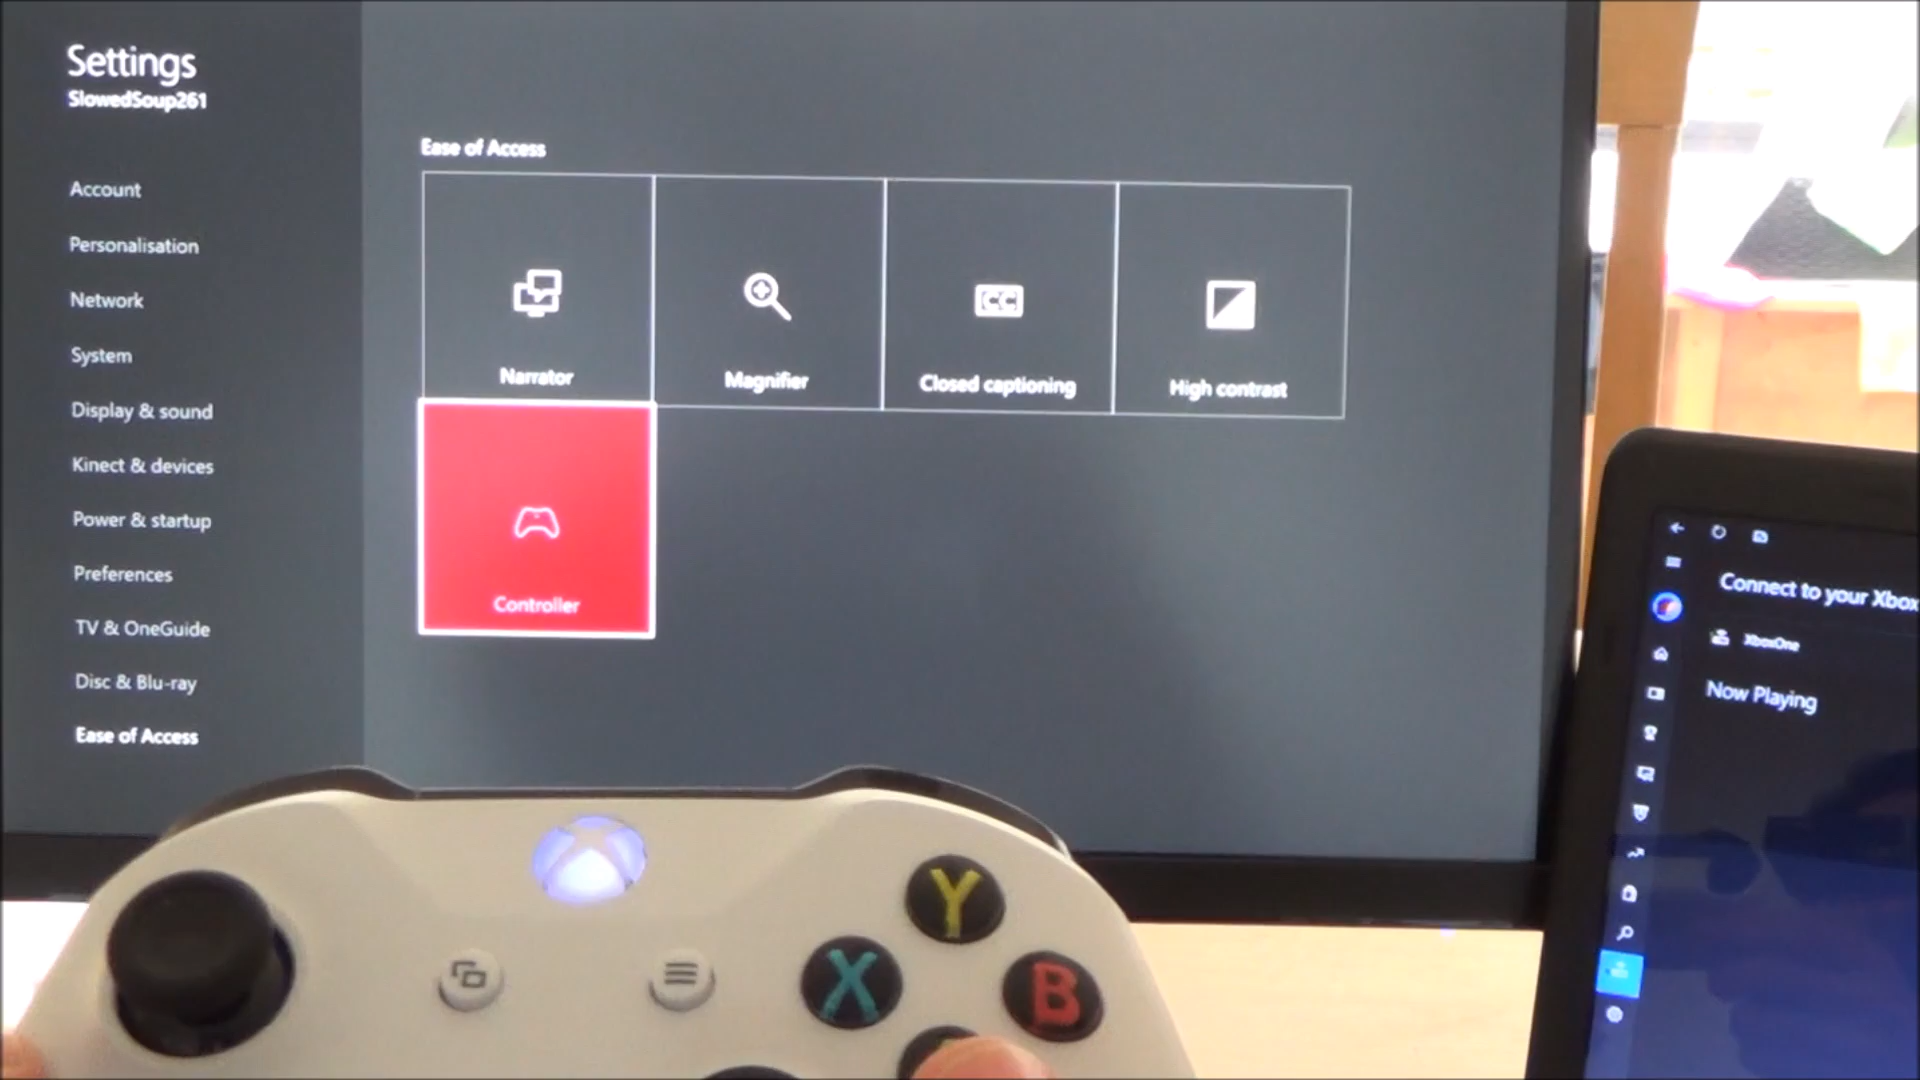 Settings
SlowedSoup261
Account
Personalisation
Network
System
Display & sound
Kinect & devices
Power & startup
Preferences
TV & OneGuide
Disc & Blu-ray
Ease of Access
Ease of Access
Narrator
Magnifier
CC
Closed captioning
High contrast
Controller
Y
X
B
Connect to your Xbox
XboxOne
Now Playing